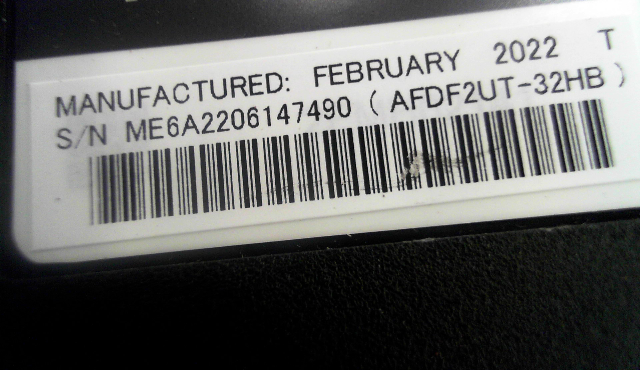 MANUFACTURED: FEBRUARY 2022 T
S/N ME6A2206147490 ( AFDF2UT-32HB )